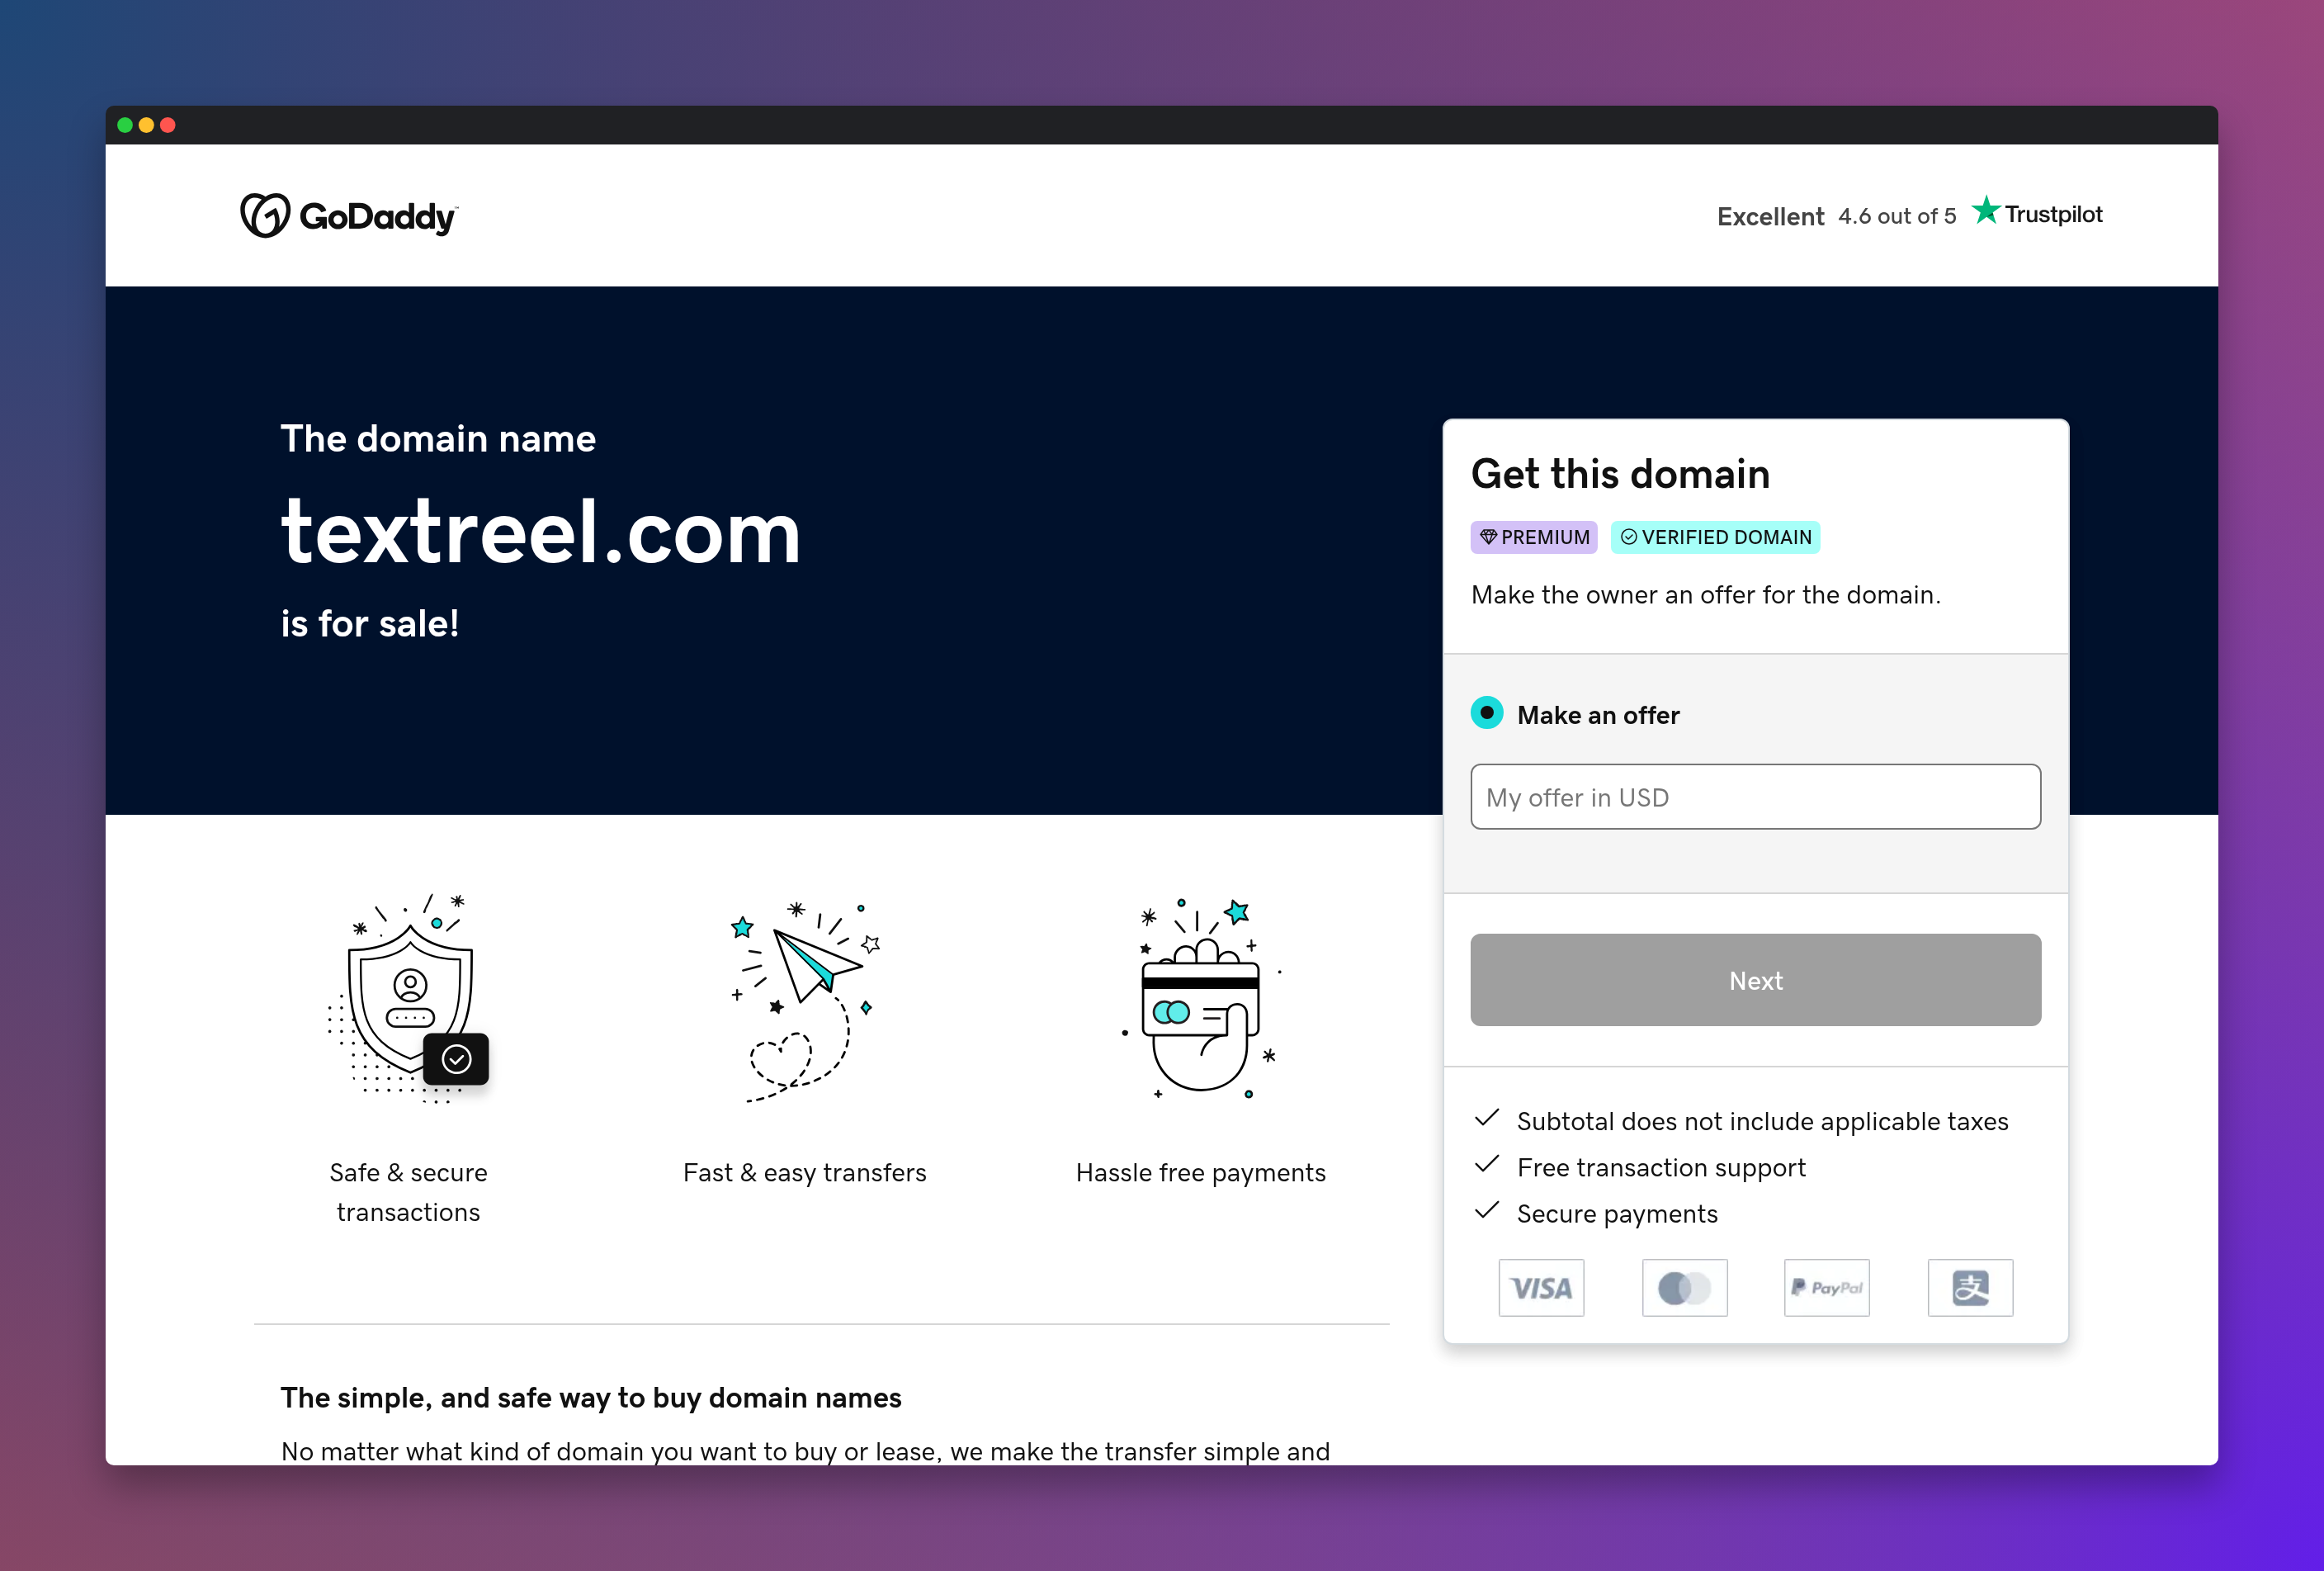 GoDaddy™
Excellent 4.6 out of 5 Trustpilot
The domain name
textreel.com
is for sale!
Get this domain
PREMIUM VERIFIED DOMAIN
Make the owner an offer for the domain.
Make an offer
My offer in USD
Next
Subtotal does not include applicable taxes
Free transaction support
Secure payments
VISA
PayPal
支
Safe & secure
transactions
Fast & easy transfers
Hassle free payments
The simple, and safe way to buy domain names
No matter what kind of domain you want to buy or lease, we make the transfer simple and